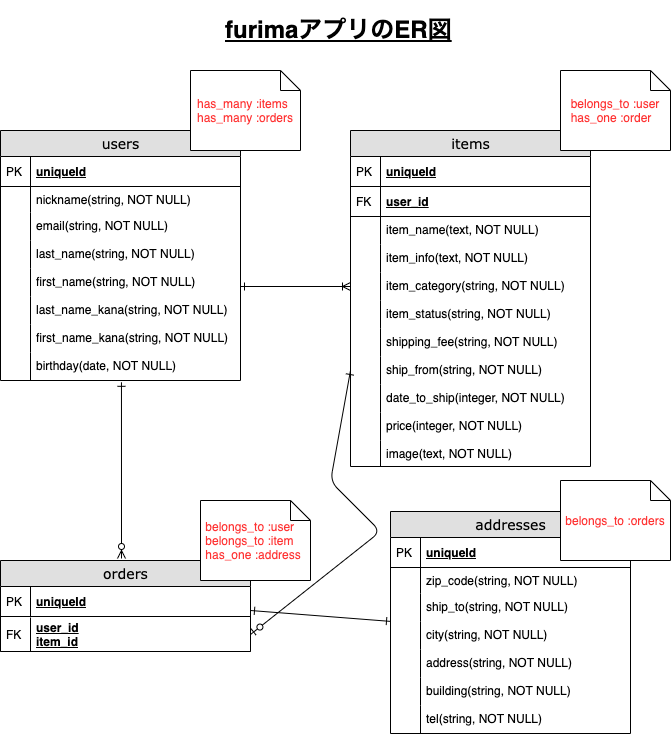 furimaアプリのER図
has_many :items
has_many :orders
users
PK uniqueId
nickname(string, NOT NULL)
email(string, NOT NULL)
last_name(string, NOT NULL)
first_name(string, NOT NULL)
last_name_kana(string, NOT NULL)
first_name_kana(string, NOT NULL)
birthday(date, NOT NULL)
belongs_to :user
has_one :order
items
PK uniqueId
FK user_id
item_name(text, NOT NULL)
item_info(text, NOT NULL)
item_category(string, NOT NULL)
item_status(string, NOT NULL)
shipping_fee(string, NOT NULL)
ship_from(string, NOT NULL)
date_to_ship(integer, NOT NULL)
price(integer, NOT NULL)
image(text, NOT NULL)
belongs_to :user
belongs_to :item
has_one :address
orders
PK uniqueId
FK user_id
item_id
belongs_to :orders
addresses
PK uniqueId
zip_code(string, NOT NULL)
ship_to(string, NOT NULL)
city(string, NOT NULL)
address(string, NOT NULL)
building(string, NOT NULL)
tel(string, NOT NULL)